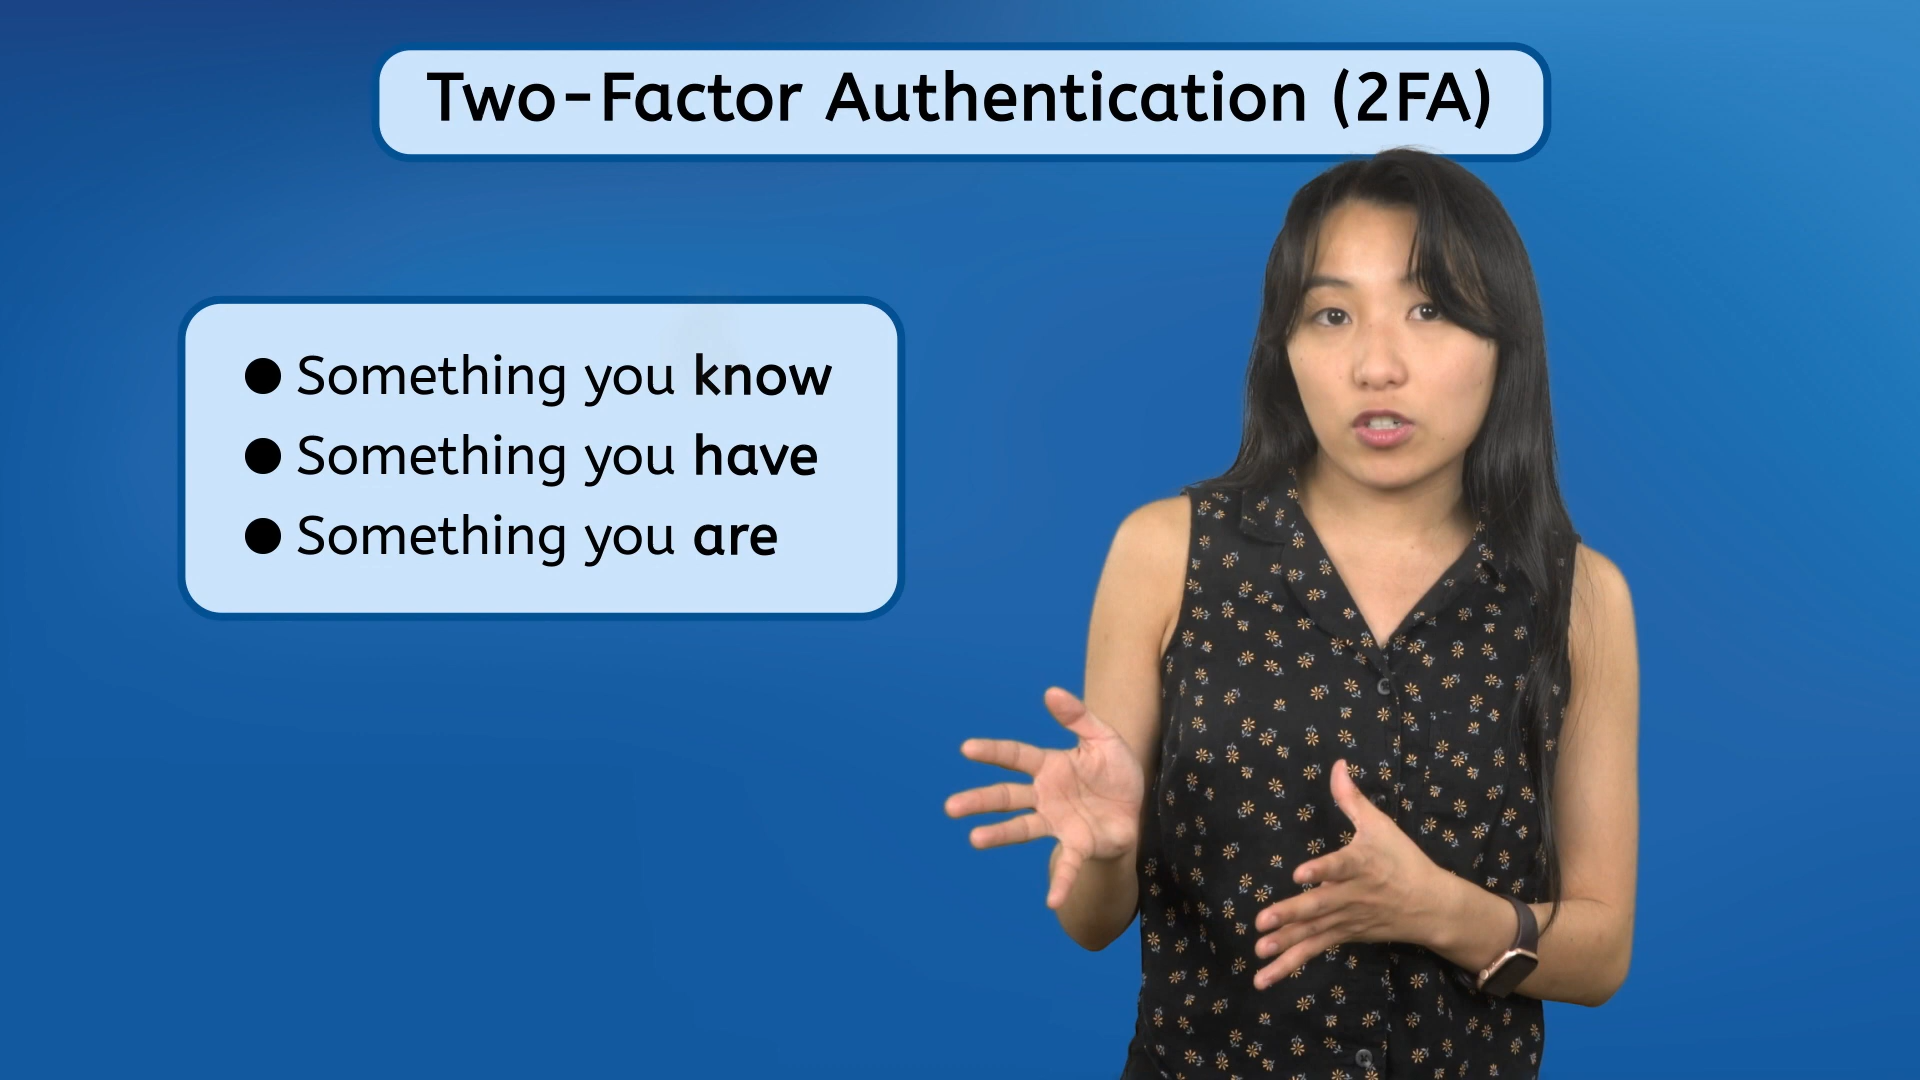 Two-Factor Authentication (2FA)
● Something you know
● Something you have
● Something you are